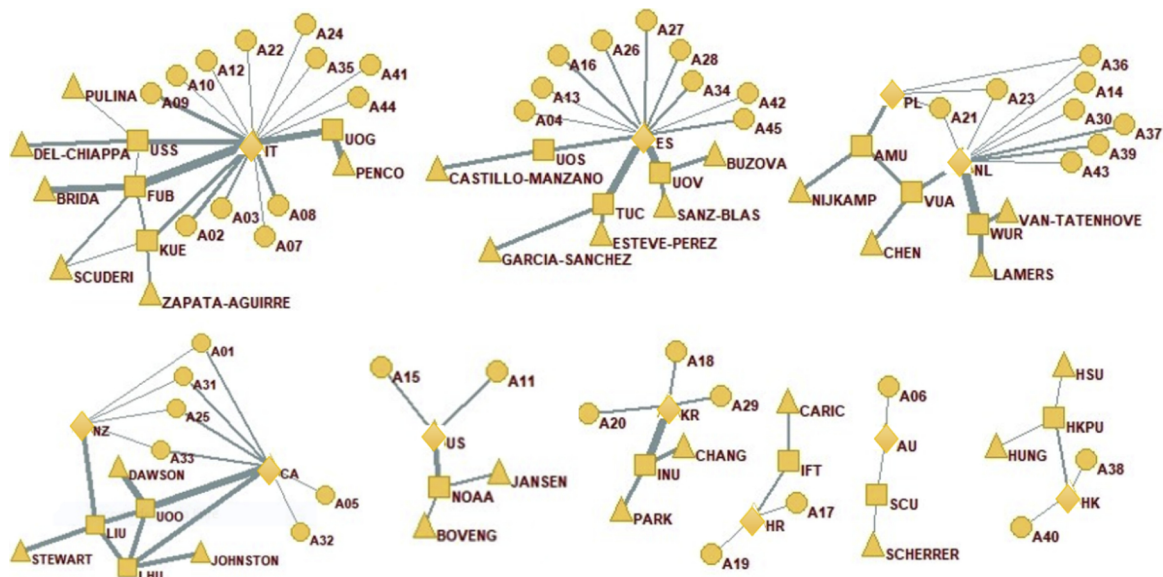 A24
A22
A12
A35
A10
A41
A09
A44
PULINA
USS
IT
UOG
DEL-CHIAPPA
PENCO
BRIDA
FUB
A03
A08
A02
A07
KUE
SCUDERI
ZAPATA-AGUIRRE
A27
A26
A28
A16
A13
A34
A42
A04
A45
ES
UOS
BUZOVA
CASTILLO-MANZANO
UOV
TUC
SANZ-BLAS
ESTEVE-PEREZ
GARCIA-SANCHEZ
A36
A23
A14
PL
A21
A30
A37
AMU
A39
NL
A43
NIJKAMP
VUA
VAN-TATENHOVE
WUR
CHEN
LAMERS
A01
A31
A25
NZ
A33
DAWSON
CA
A05
UOO
LIU
A32
STEWART
JOHNSTON
LHU
A15
A11
US
NOAA
JANSEN
BOVENG
A18
A29
A20
KR
CHANG
INU
PARK
CARIC
IFT
A17
HR
A19
A06
AU
SCU
SCHERRER
HSU
HKPU
HUNG
A38
HK
A40